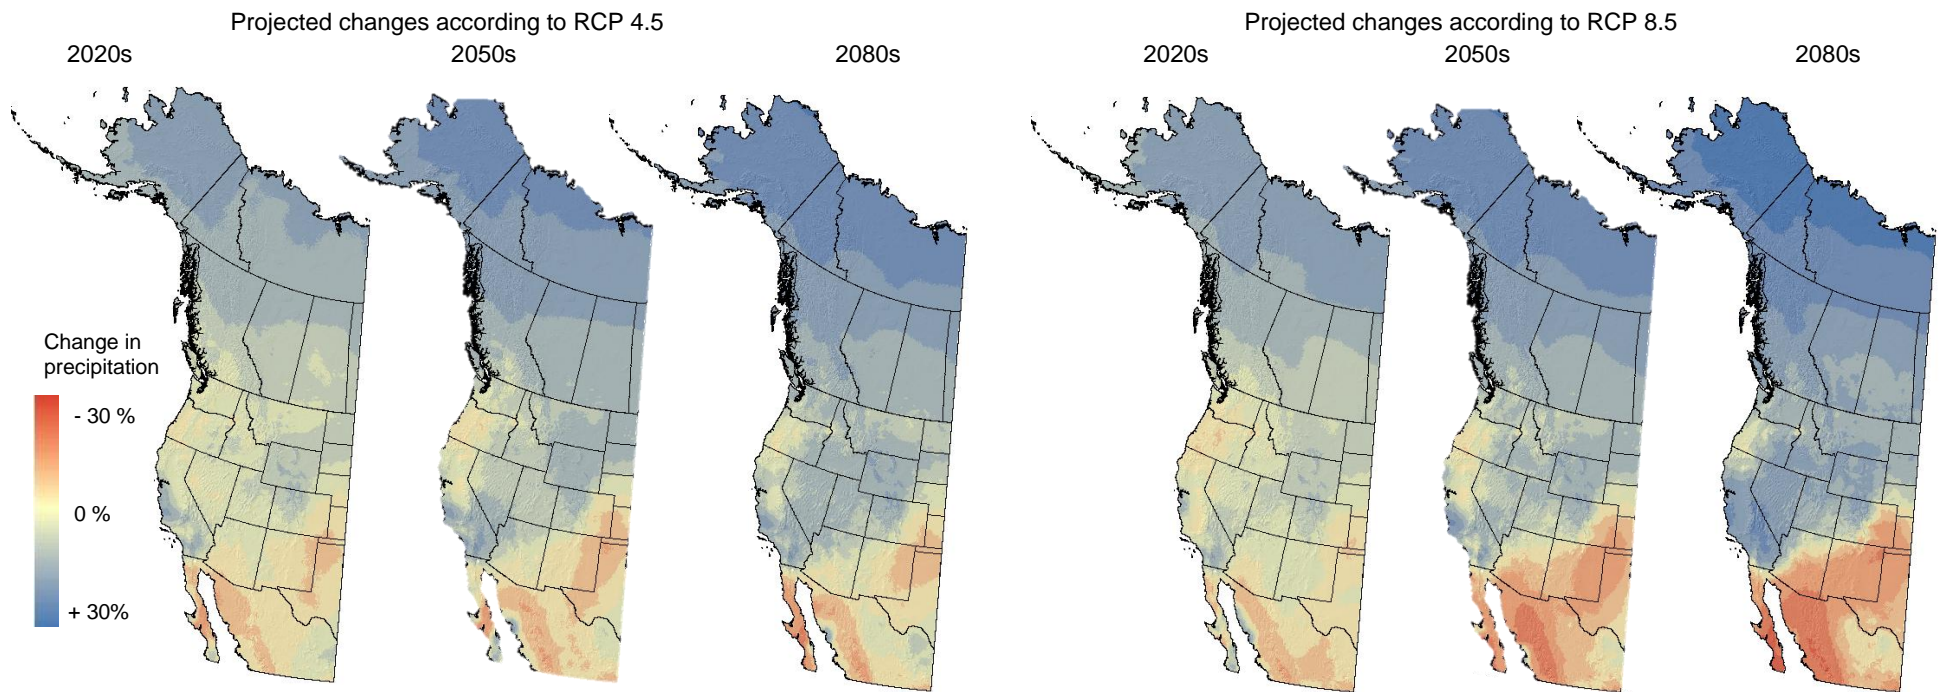 Projected changes according to RCP 4.5
2020s
2050s
2080s
Projected changes according to RCP 8.5
2020s
2050s
2080s
Change in
precipitation
- 30 %
0 %
+ 30%